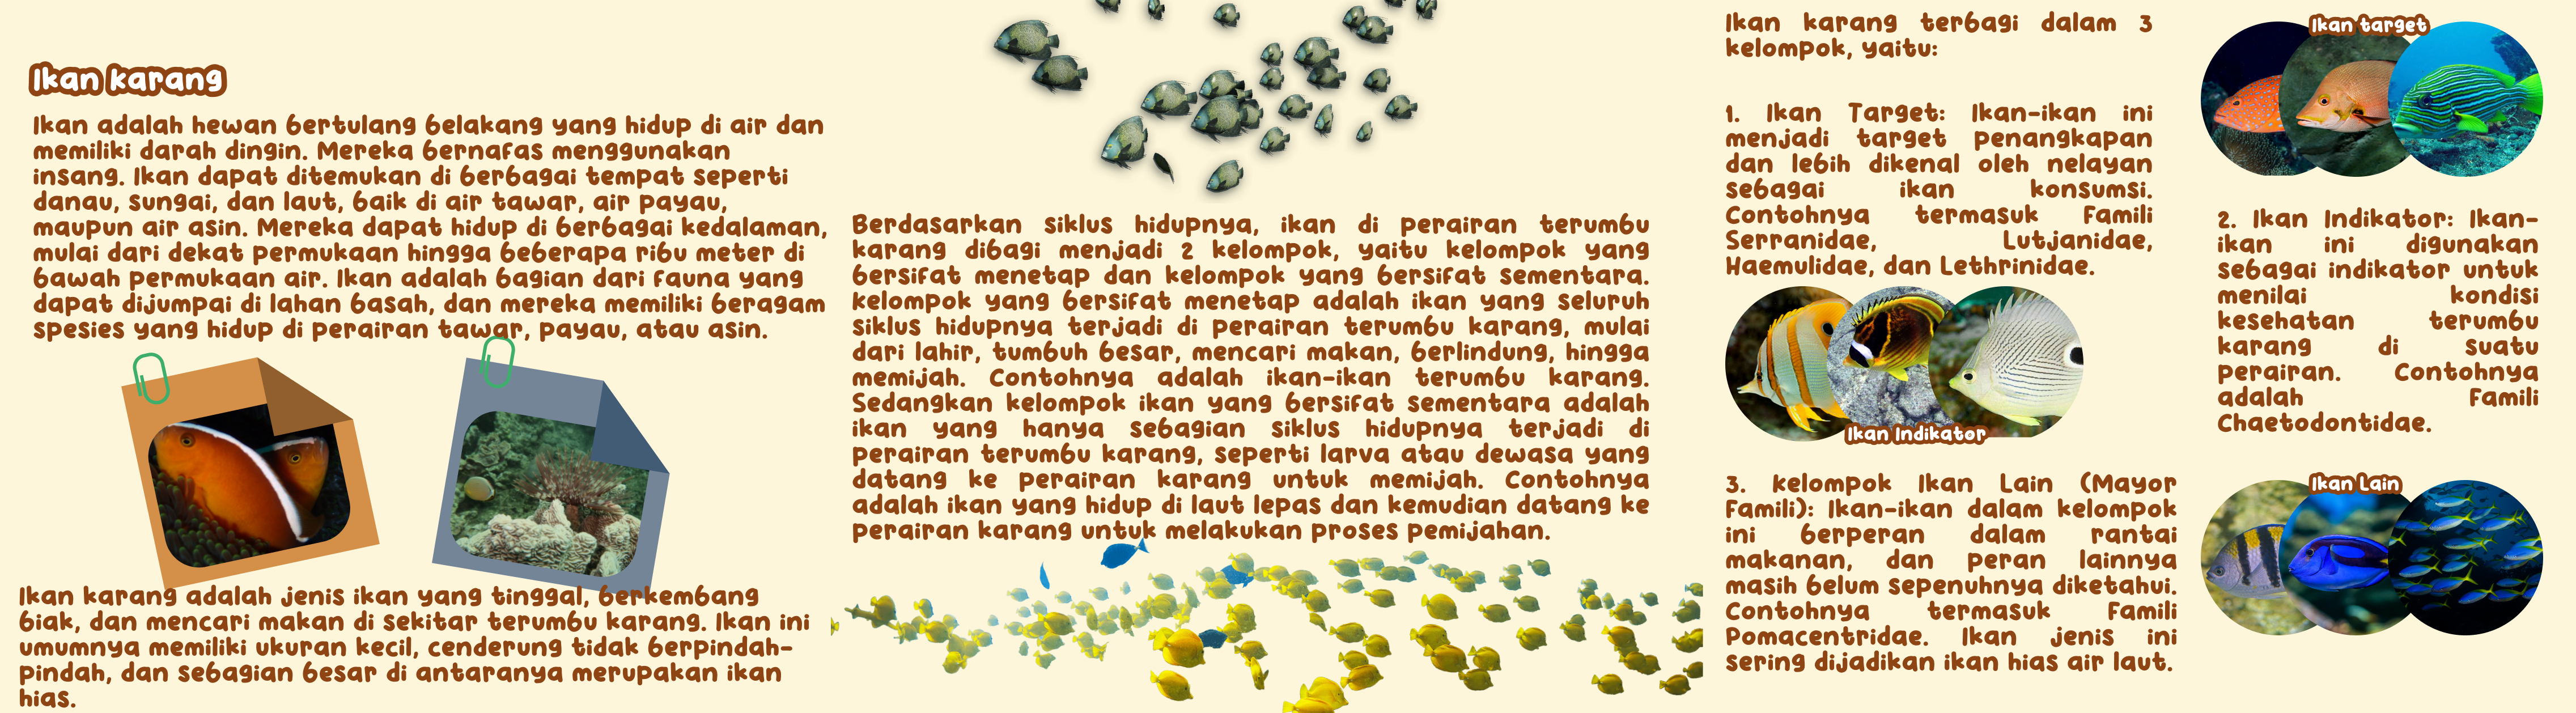 Ikan karang
Ikan adalah hewan bertulang belakang yang hidup di air dan
memiliki darah dingin. Mereka bernafas menggunakan
insang. Ikan dapat ditemukan di berbagai tempat seperti
danau, sungai, dan laut, baik di air tawar, air payau,
maupun air asin. Mereka dapat hidup di berbagai kedalaman,
mulai dari dekat permukaan hingga beberapa ribu meter di
bawah permukaan air. Ikan adalah bagian dari fauna yang
dapat dijumpai di lahan basah, dan mereka memiliki beragam
spesies yang hidup di perairan tawar, payau, atau asin.
Ikan karang adalah jenis ikan yang tinggal, berkembang
biak, dan mencari makan di sekitar terumbu karang. Ikan ini
umumnya memiliki ukuran kecil, cenderung tidak berpindah-
pindah, dan sebagian besar di antaranya merupakan ikan
hias.
Berdasarkan siklus hidupnya, ikan di perairan terumbu
karang dibagi menjadi 2 kelompok, yaitu kelompok yang
bersifat menetap dan kelompok yang bersifat sementara.
kelompok yang bersifat menetap adalah ikan yang seluruh
siklus hidupnya terjadi di perairan terumbu karang, mulai
dari lahir, tumbuh besar, mencari makan, berlindung, hingga
memijah. Contohnya adalah ikan-ikan terumbu karang.
Sedangkan kelompok ikan yang bersifat sementara adalah
ikan yang hanya sebagian siklus hidupnya terjadi di
perairan terumbu karang, seperti larva atau dewasa yang
datang ke perairan karang untuk memijah. Contohnya
adalah ikan yang hidup di laut lepas dan kemudian datang ke
perairan karang untuk melakukan proses pemijahan.
Ikan karang terbagi dalam 3
kelompok, yaitu:
1. Ikan Target: Ikan-ikan ini
menjadi target penangkapan
dan lebih dikenal oleh nelayan
sebagai ikan konsumsi.
Contohnya termasuk Famili
Serranidae, Lutjanidae,
Haemulidae, dan Lethrinidae.
Ikan target
2. Ikan Indikator: Ikan-
ikan ini digunakan
sebagai indikator untuk
menilai kondisi
kesehatan terumbu
karang di suatu
perairan. Contohnya
adalah Famili
Chaetodontidae.
Ikan Indikator
3. kelompok Ikan Lain (Mayor
Famili): Ikan-ikan dalam kelompok
ini berperan dalam rantai
makanan, dan peran lainnya
masih belum sepenuhnya diketahui.
Contohnya termasuk Famili
Pomacentridae. Ikan jenis ini
sering dijadikan ikan hias air laut.
Ikan Lain